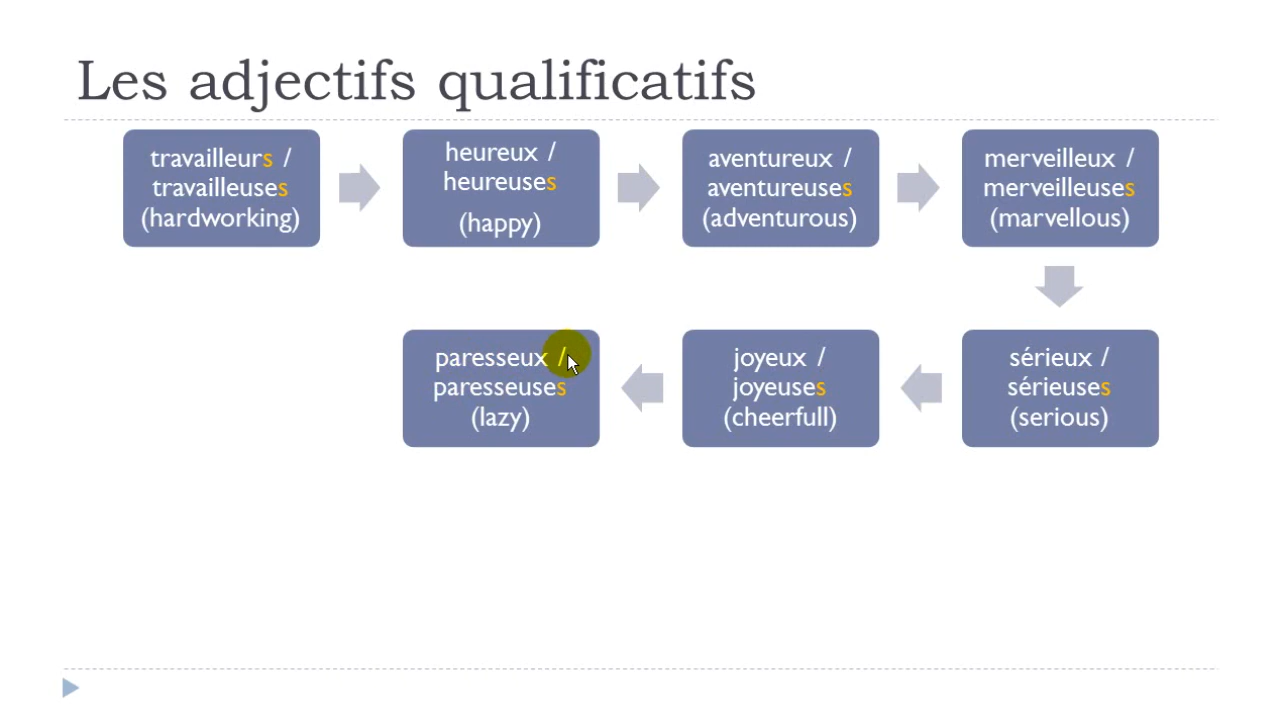 Les adjectifs qualificatifs
travailleurs /
travailleuses
(hardworking)
heureux /
heureuses
(happy)
aventureux /
aventureuses
(adventurous)
merveilleux /
merveilleuses
(marvellous)
sérieux /
sérieuses
(serious)
joyeux /
joyeuses
(cheerfull)
paresseux /
paresseuses
(lazy)